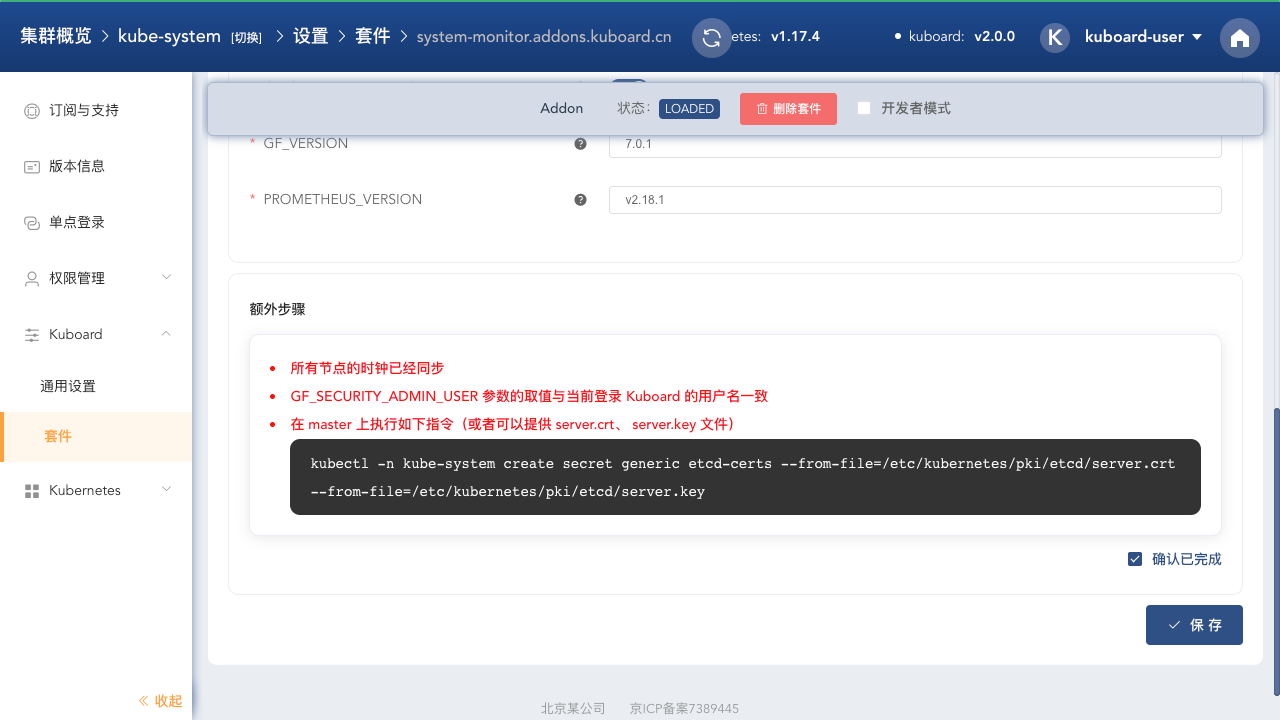 集群概览 > kube-system [切换] > 设置 > 套件 > system-monitor.addons.kuboard.cn
etes: v1.17.4
• kuboard: v2.0.0
K kuboard-user
订阅与支持
版本信息
单点登录
权限管理
Kuboard
通用设置
套件
Kubernetes
收起
Addon 状态： LOADED 删除套件 开发者模式
* GF_VERSION 7.0.1
* PROMETHEUS_VERSION v2.18.1
额外步骤
• 所有节点的时钟已经同步
• GF_SECURITY_ADMIN_USER 参数的取值与当前登录 Kuboard 的用户名一致
• 在 master 上执行如下指令（或者可以提供 server.crt、 server.key 文件）
kubectl -n kube-system create secret generic etcd-certs --from-file=/etc/kubernetes/pki/etcd/server.crt
--from-file=/etc/kubernetes/pki/etcd/server.key
确认已完成
保 存
北京某公司 京ICP备案7389445